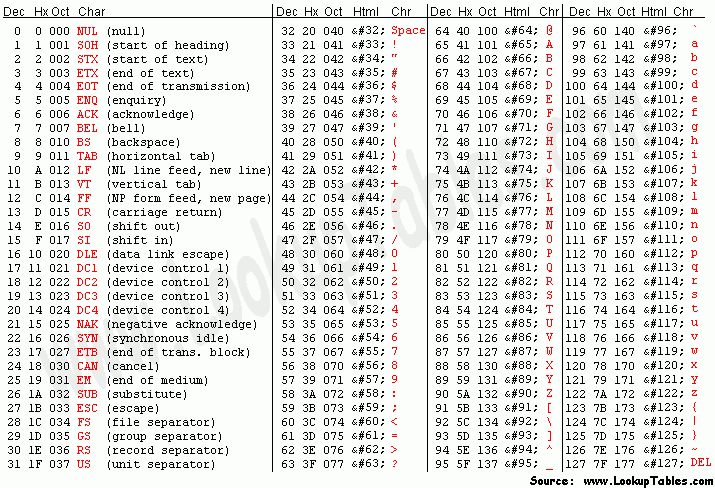 Dec Hx Oct Char Dec Hx Oct Html Chr Dec Hx Oct Html Chr Dec Hx Oct Html Chr
0 0 000 NUL (null) 32 20 040 &#32; Space 64 40 100 &#64; @ 96 60 140 &#96; `
1 1 001 SOH (start of heading) 33 21 041 &#33; ! 65 41 101 &#65; A 97 61 141 &#97; a
2 2 002 STX (start of text) 34 22 042 &#34; " 66 42 102 &#66; B 98 62 142 &#98; b
3 3 003 ETX (end of text) 35 23 043 &#35; # 67 43 103 &#67; C 99 63 143 &#99; c
4 4 004 EOT (end of transmission) 36 24 044 &#36; $ 68 44 104 &#68; D 100 64 144 &#100; d
5 5 005 ENQ (enquiry) 37 25 045 &#37; % 69 45 105 &#69; E 101 65 145 &#101; e
6 6 006 ACK (acknowledge) 38 26 046 &#38; & 70 46 106 &#70; F 102 66 146 &#102; f
7 7 007 BEL (bell) 39 27 047 &#39; ' 71 47 107 &#71; G 103 67 147 &#103; g
8 8 010 BS (backspace) 40 28 050 &#40; ( 72 48 110 &#72; H 104 68 150 &#104; h
9 9 011 TAB (horizontal tab) 41 29 051 &#41; ) 73 49 111 &#73; I 105 69 151 &#105; i
10 A 012 LF (NL line feed, new line) 42 2A 052 &#42; * 74 4A 112 &#74; J 106 6A 152 &#106; j
11 B 013 VT (vertical tab) 43 2B 053 &#43; + 75 4B 113 &#75; K 107 6B 153 &#107; k
12 C 014 FF (NP form feed, new page) 44 2C 054 &#44; , 76 4C 114 &#76; L 108 6C 154 &#108; l
13 D 015 CR (carriage return) 45 2D 055 &#45; - 77 4D 115 &#77; M 109 6D 155 &#109; m
14 E 016 SO (shift out) 46 2E 056 &#46; . 78 4E 116 &#78; N 110 6E 156 &#110; n
15 F 017 SI (shift in) 47 2F 057 &#47; / 79 4F 117 &#79; O 111 6F 157 &#111; o
16 10 020 DLE (data link escape) 48 30 060 &#48; 0 80 50 120 &#80; P 112 70 160 &#112; p
17 11 021 DC1 (device control 1) 49 31 061 &#49; 1 81 51 121 &#81; Q 113 71 161 &#113; q
18 12 022 DC2 (device control 2) 50 32 062 &#50; 2 82 52 122 &#82; R 114 72 162 &#114; r
19 13 023 DC3 (device control 3) 51 33 063 &#51; 3 83 53 123 &#83; S 115 73 163 &#115; s
20 14 024 DC4 (device control 4) 52 34 064 &#52; 4 84 54 124 &#84; T 116 74 164 &#116; t
21 15 025 NAK (negative acknowledge) 53 35 065 &#53; 5 85 55 125 &#85; U 117 75 165 &#117; u
22 16 026 SYN (synchronous idle) 54 36 066 &#54; 6 86 56 126 &#86; V 118 76 166 &#118; v
23 17 027 ETB (end of trans. block) 55 37 067 &#55; 7 87 57 127 &#87; W 119 77 167 &#119; w
24 18 030 CAN (cancel) 56 38 070 &#56; 8 88 58 130 &#88; X 120 78 170 &#120; x
25 19 031 EM (end of medium) 57 39 071 &#57; 9 89 59 131 &#89; Y 121 79 171 &#121; y
26 1A 032 SUB (substitute) 58 3A 072 &#58; : 90 5A 132 &#90; Z 122 7A 172 &#122; z
27 1B 033 ESC (escape) 59 3B 073 &#59; ; 91 5B 133 &#91; [ 123 7B 173 &#123; {
28 1C 034 FS (file separator) 60 3C 074 &#60; < 92 5C 134 &#92; \ 124 7C 174 &#124; |
29 1D 035 GS (group separator) 61 3D 075 &#61; = 93 5D 135 &#93; ] 125 7D 175 &#125; }
30 1E 036 RS (record separator) 62 3E 076 &#62; > 94 5E 136 &#94; ^ 126 7E 176 &#126; ~
31 1F 037 US (unit separator) 63 3F 077 &#63; ? 95 5F 137 &#95; _ 127 7F 177 &#127; DEL
Source: www.LookupTables.com
www.LookupTables.com